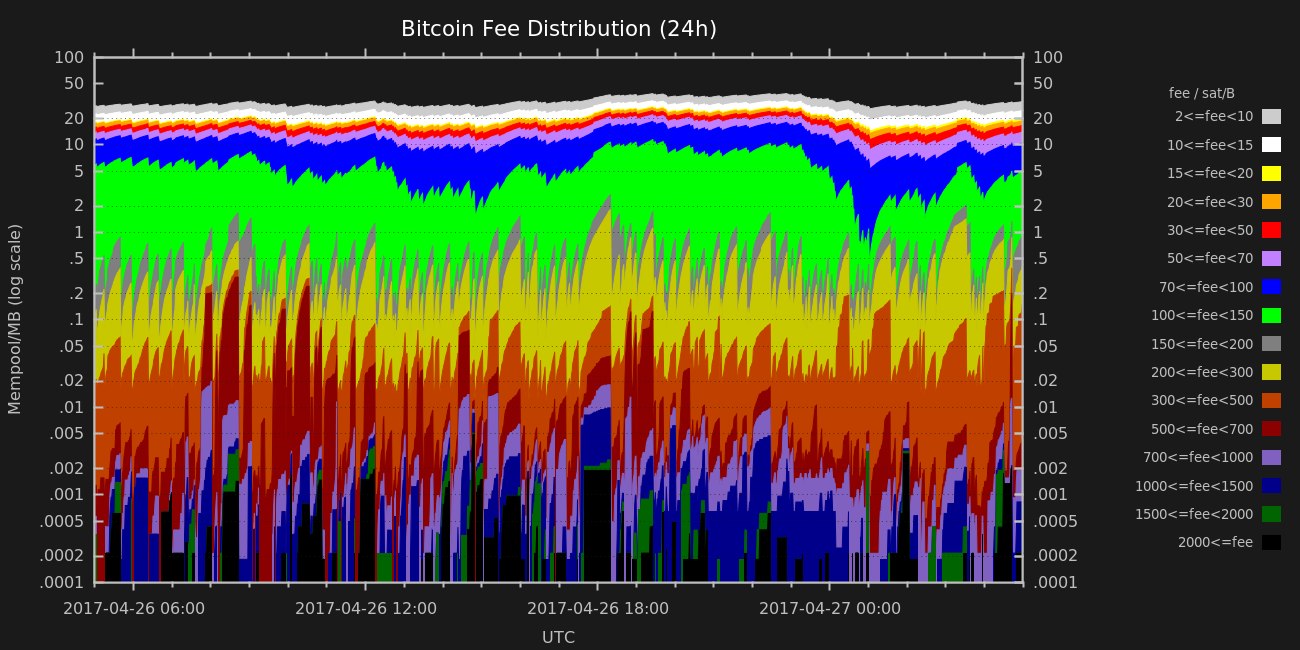 Bitcoin Fee Distribution (24h)
100 100
50 50
20 20
10 10
5 5
2 2
1 1
.5 .5
.2 .2
.1 .1
.05 .05
.02 .02
.01 .01
.005 .005
.002 .002
.001 .001
.0005 .0005
.0002 .0002
.0001 .0001
Mempool/MB (log scale)
2017-04-26 06:00 2017-04-26 12:00 2017-04-26 18:00 2017-04-27 00:00
UTC
fee / sat/B
2<=fee<10
10<=fee<15
15<=fee<20
20<=fee<30
30<=fee<50
50<=fee<70
70<=fee<100
100<=fee<150
150<=fee<200
200<=fee<300
300<=fee<500
500<=fee<700
700<=fee<1000
1000<=fee<1500
1500<=fee<2000
2000<=fee